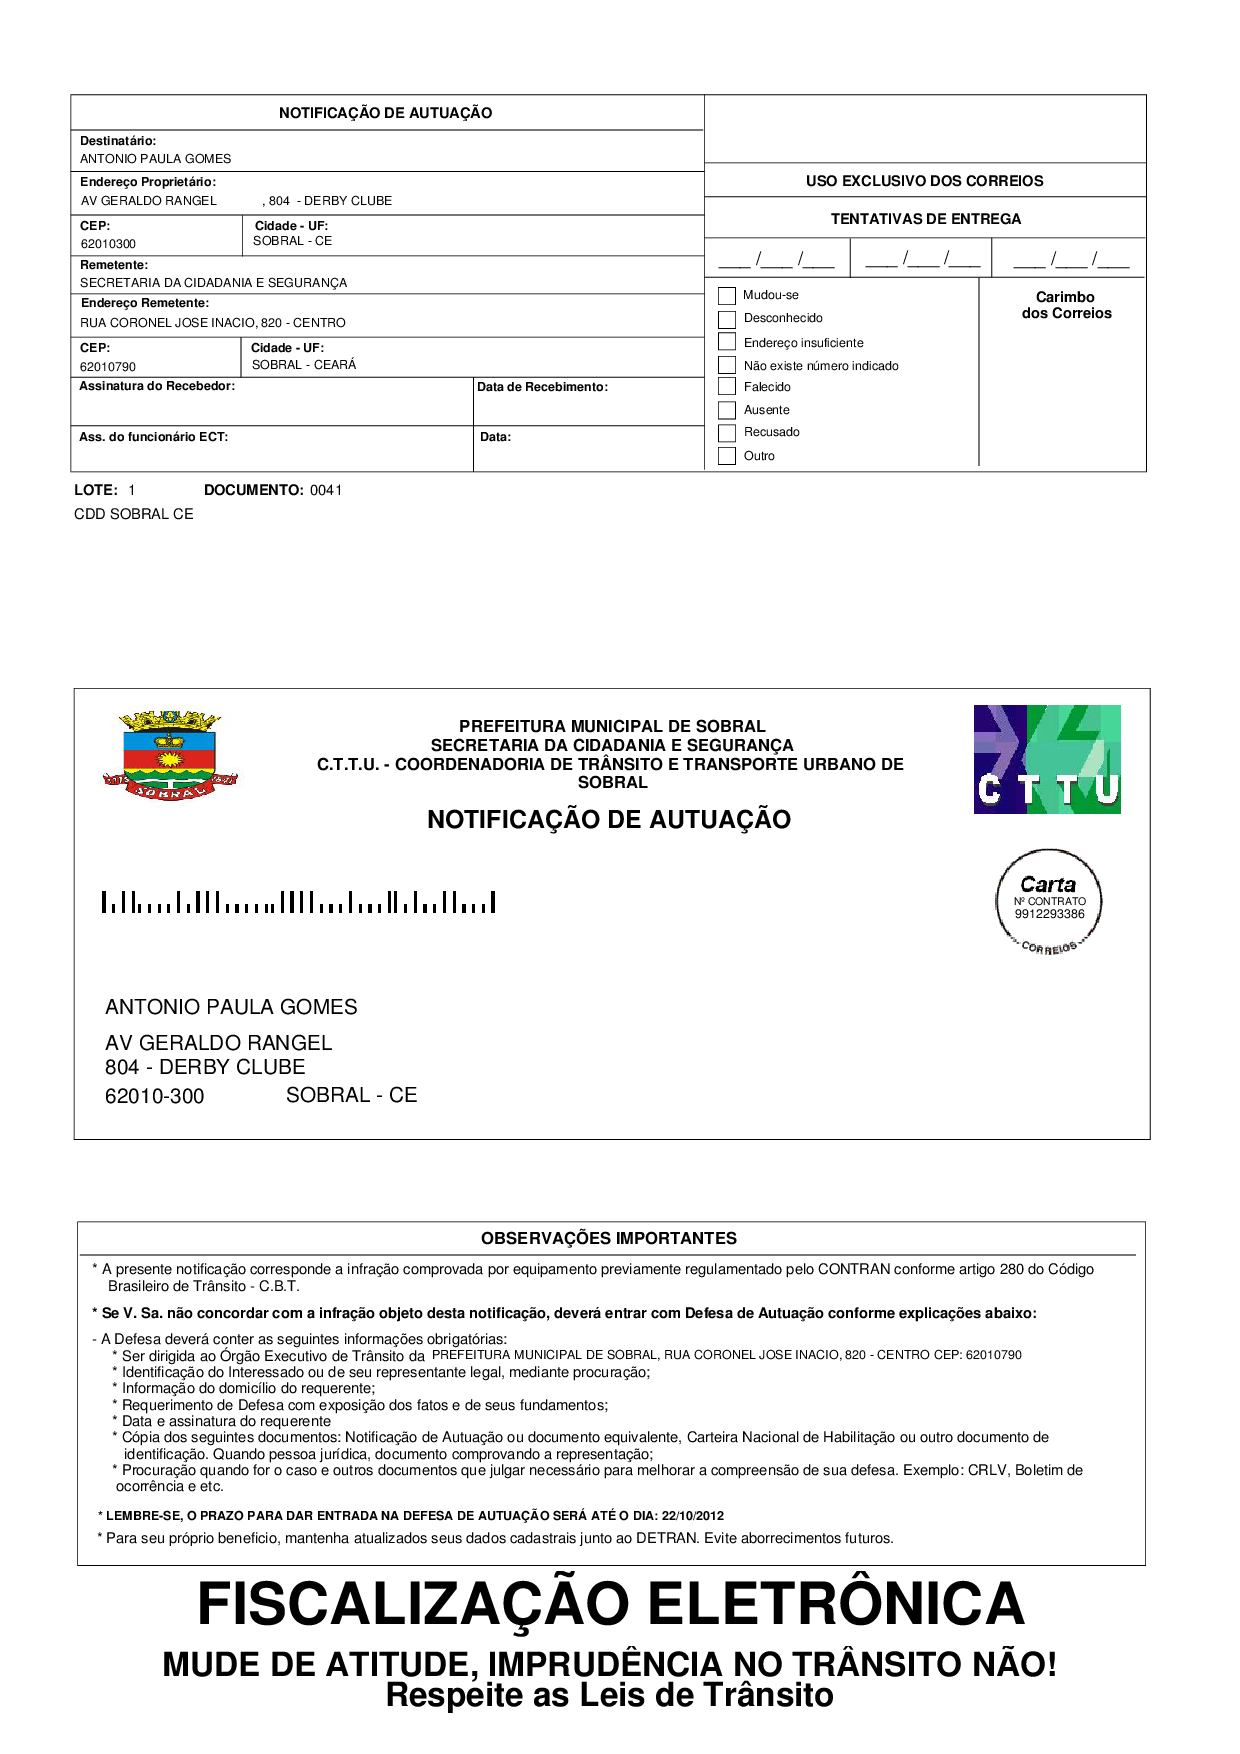 NOTIFICAÇÃO DE AUTUAÇÃO
Destinatário:
ANTONIO PAULA GOMES
Endereço Proprietário:
AV GERALDO RANGEL , 804 - DERBY CLUBE
CEP: Cidade - UF:
62010300 SOBRAL - CE
Remetente:
SECRETARIA DA CIDADANIA E SEGURANÇA
Endereço Remetente:
RUA CORONEL JOSE INACIO, 820 - CENTRO
CEP: Cidade - UF:
62010790 SOBRAL - CEARÁ
Assinatura do Recebedor: Data de Recebimento:
Ass. do funcionário ECT: Data:
USO EXCLUSIVO DOS CORREIOS
TENTATIVAS DE ENTREGA
___ /___ /___ ___ /___ /___ ___ /___ /___
Mudou-se
Desconhecido
Endereço insuficiente
Não existe número indicado
Falecido
Ausente
Recusado
Outro
Carimbo
dos Correios
LOTE: 1 DOCUMENTO: 0041
CDD SOBRAL CE
SOBRAL
PREFEITURA MUNICIPAL DE SOBRAL
SECRETARIA DA CIDADANIA E SEGURANÇA
C.T.T.U. - COORDENADORIA DE TRÂNSITO E TRANSPORTE URBANO DE
SOBRAL
NOTIFICAÇÃO DE AUTUAÇÃO
CTTU
Carta
Nº CONTRATO
9912293386
CORREIOS
ANTONIO PAULA GOMES
AV GERALDO RANGEL
804 - DERBY CLUBE
62010-300 SOBRAL - CE
OBSERVAÇÕES IMPORTANTES
* A presente notificação corresponde a infração comprovada por equipamento previamente regulamentado pelo CONTRAN conforme artigo 280 do Código
Brasileiro de Trânsito - C.B.T.
* Se V. Sa. não concordar com a infração objeto desta notificação, deverá entrar com Defesa de Autuação conforme explicações abaixo:
- A Defesa deverá conter as seguintes informações obrigatórias:
* Ser dirigida ao Órgão Executivo de Trânsito da PREFEITURA MUNICIPAL DE SOBRAL, RUA CORONEL JOSE INACIO, 820 - CENTRO CEP: 62010790
* Identificação do Interessado ou de seu representante legal, mediante procuração;
* Informação do domicílio do requerente;
* Requerimento de Defesa com exposição dos fatos e de seus fundamentos;
* Data e assinatura do requerente
* Cópia dos seguintes documentos: Notificação de Autuação ou documento equivalente, Carteira Nacional de Habilitação ou outro documento de
identificação. Quando pessoa jurídica, documento comprovando a representação;
* Procuração quando for o caso e outros documentos que julgar necessário para melhorar a compreensão de sua defesa. Exemplo: CRLV, Boletim de
ocorrência e etc.
* LEMBRE-SE, O PRAZO PARA DAR ENTRADA NA DEFESA DE AUTUAÇÃO SERÁ ATÉ O DIA: 22/10/2012
* Para seu próprio beneficio, mantenha atualizados seus dados cadastrais junto ao DETRAN. Evite aborrecimentos futuros.
FISCALIZAÇÃO ELETRÔNICA
MUDE DE ATITUDE, IMPRUDÊNCIA NO TRÂNSITO NÃO!
Respeite as Leis de Trânsito